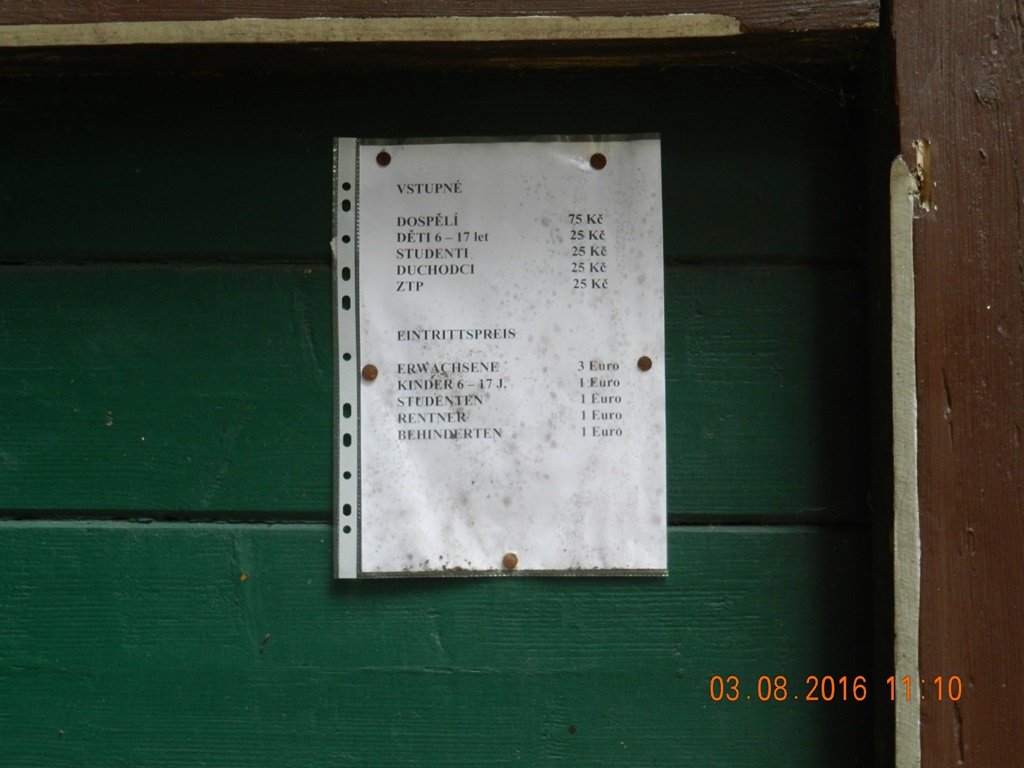 VSTUPNÉ
DOSPĚLÍ 75 Kč
DĚTI 6 – 17 let 25 Kč
STUDENTI 25 Kč
DUCHODCI 25 Kč
ZTP 25 Kč
EINTRITTSPREIS
ERWACHSENE 3 Euro
KINDER 6 – 17 J. 1 Euro
STUDENTEN 1 Euro
RENTNER 1 Euro
BEHINDERTEN 1 Euro
03.08.2016 11:10